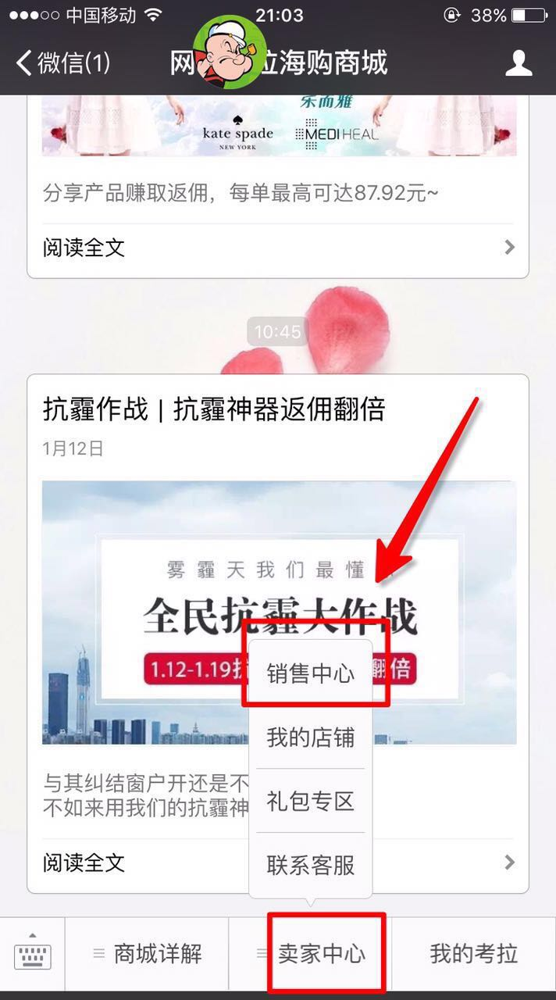 中国移动
21:03
38%
微信(1)
网 拉海购商城
乐而雅
kate spade
NEW YORK
MEDIHEAL
分享产品赚取返佣，每单最高可达87.92元~
阅读全文
10:45
抗霾作战 | 抗霾神器返佣翻倍
1月12日
雾霾天我们最懂
全民抗霾大作战
1.12-1.19抗 翻倍
销售中心
我的店铺
与其纠结窗户开还是不
礼包专区
不如来用我们的抗霾神
联系客服
阅读全文
商城详解
卖家中心
我的考拉